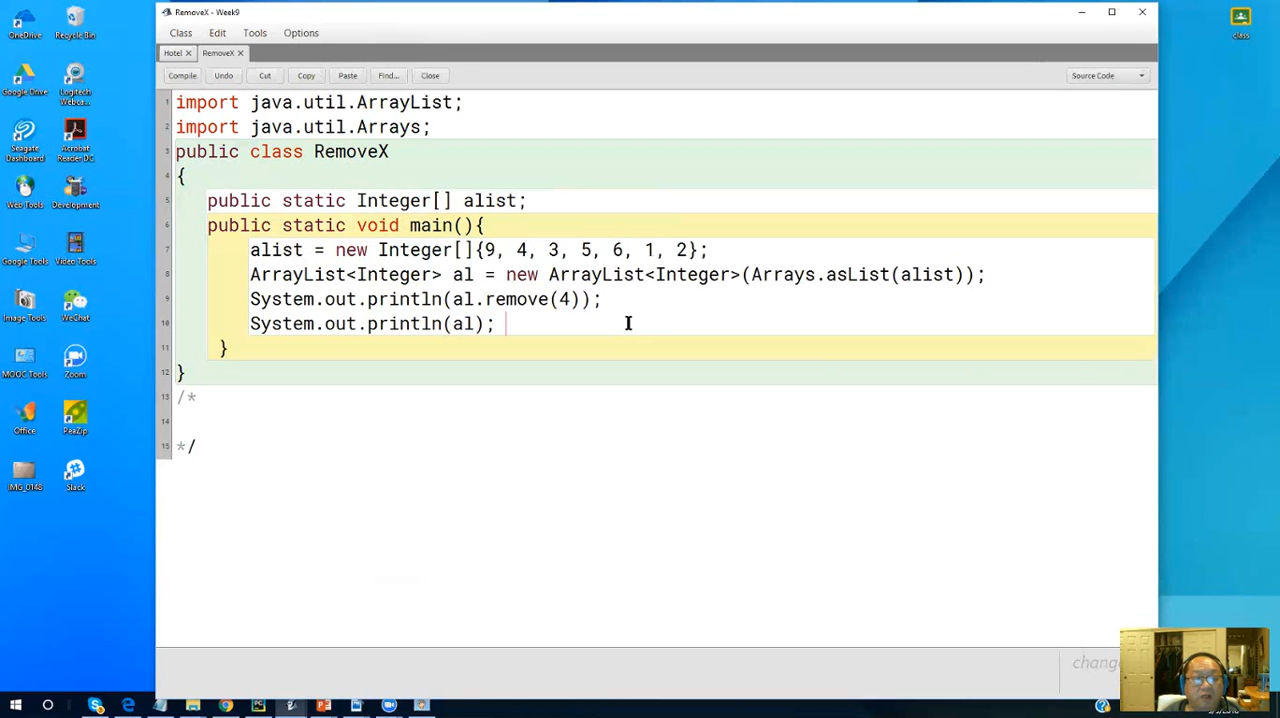 RemoveX - Week9
Class Edit Tools Options
Hotel RemoveX
Compile Undo Cut Copy Paste Find... Close Source Code
1 import java.util.ArrayList;
2 import java.util.Arrays;
3 public class RemoveX
4 {
5 public static Integer[] alist;
6 public static void main(){
7 alist = new Integer[]{9, 4, 3, 5, 6, 1, 2};
8 ArrayList<Integer> al = new ArrayList<Integer>(Arrays.asList(alist));
9 System.out.println(al.remove(4));
10 System.out.println(al);
11 }
12 }
13 /*
14
15 */
OneDrive Recycle Bin
Google Drive Logitech Webca...
Seagate Dashboard Acrobat Reader DC
Web Tools Development
Google Tools Video Tools
Image Tools WeChat
MOOC Tools Zoom
Office PeaZip
IMG_0148 Slack
class